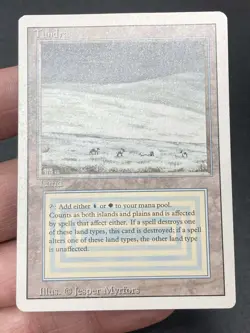 Tundra
: Add either or to your mana pool.
Counts as both islands and plains and is affected
by spells that affect either. If a spell destroys
one of these land types, this card is destroyed; if a spell
alters one of these land types, the other land type
is unaffected.
Illus. © Jesper Myrfors